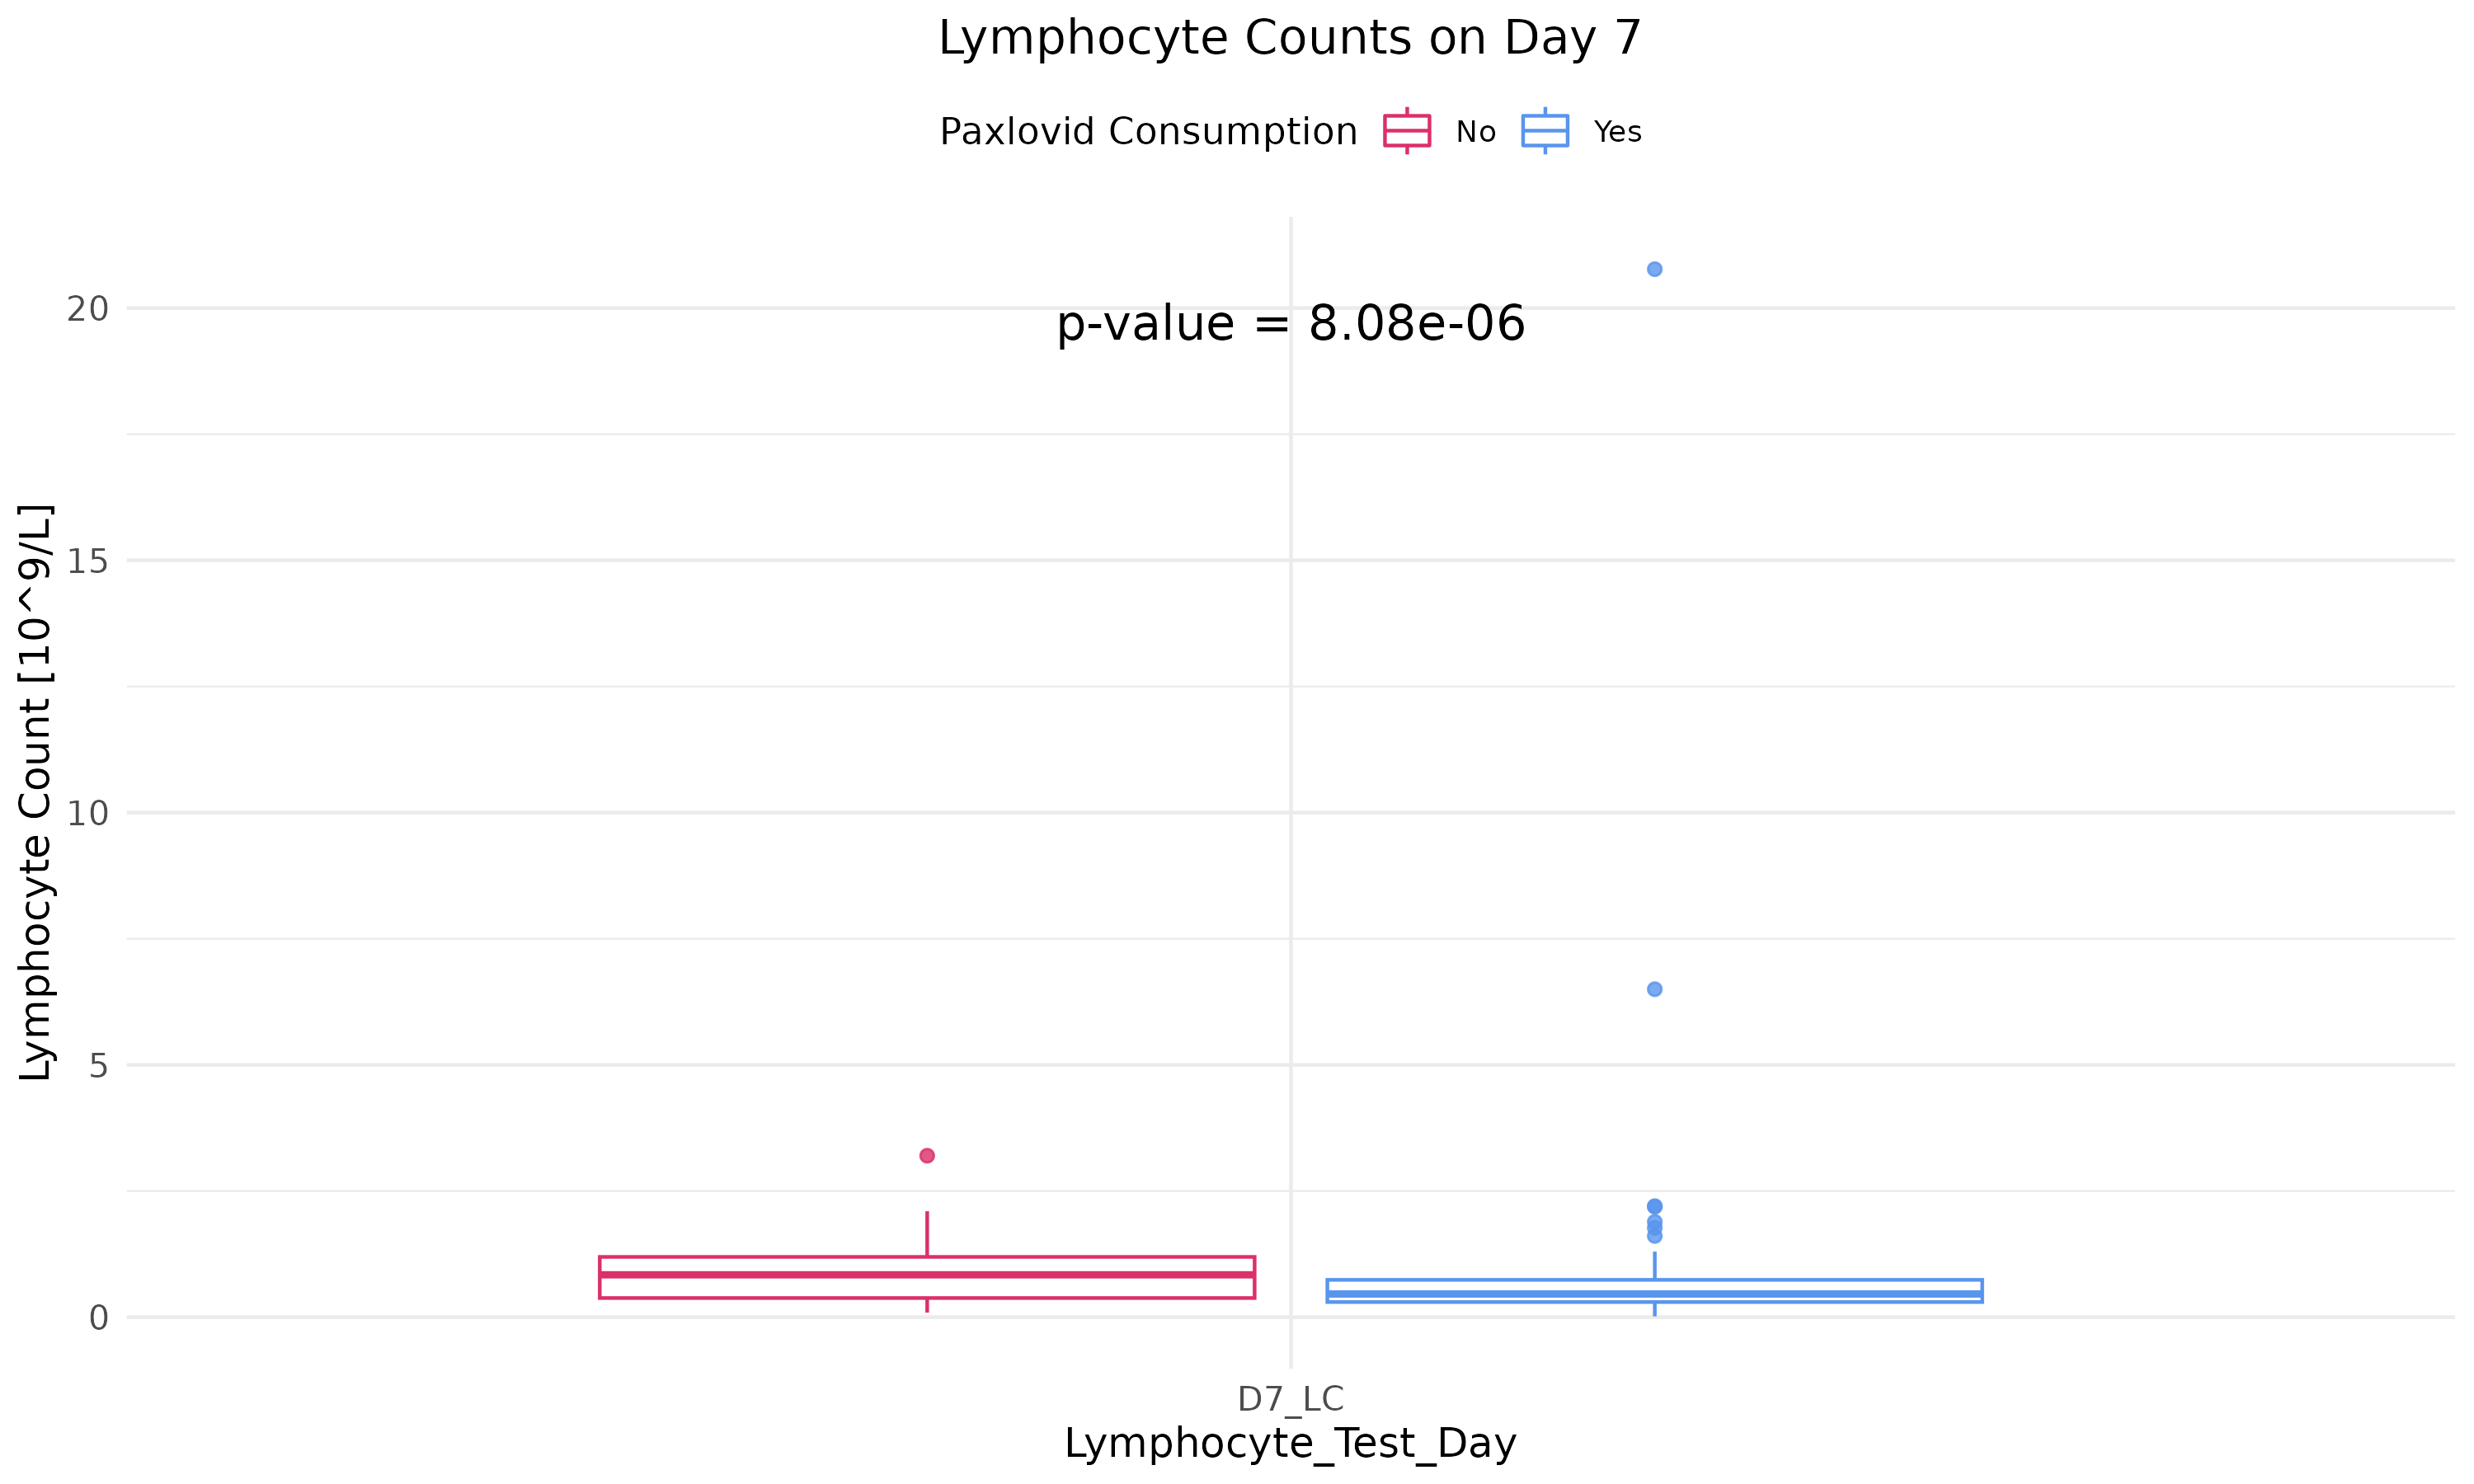 Lymphocyte Counts on Day 7
Paxlovid Consumption No Yes
p-value = 8.08e-06
Lymphocyte Count [10^9/L]
20
15
10
5
0
D7_LC
Lymphocyte_Test_Day